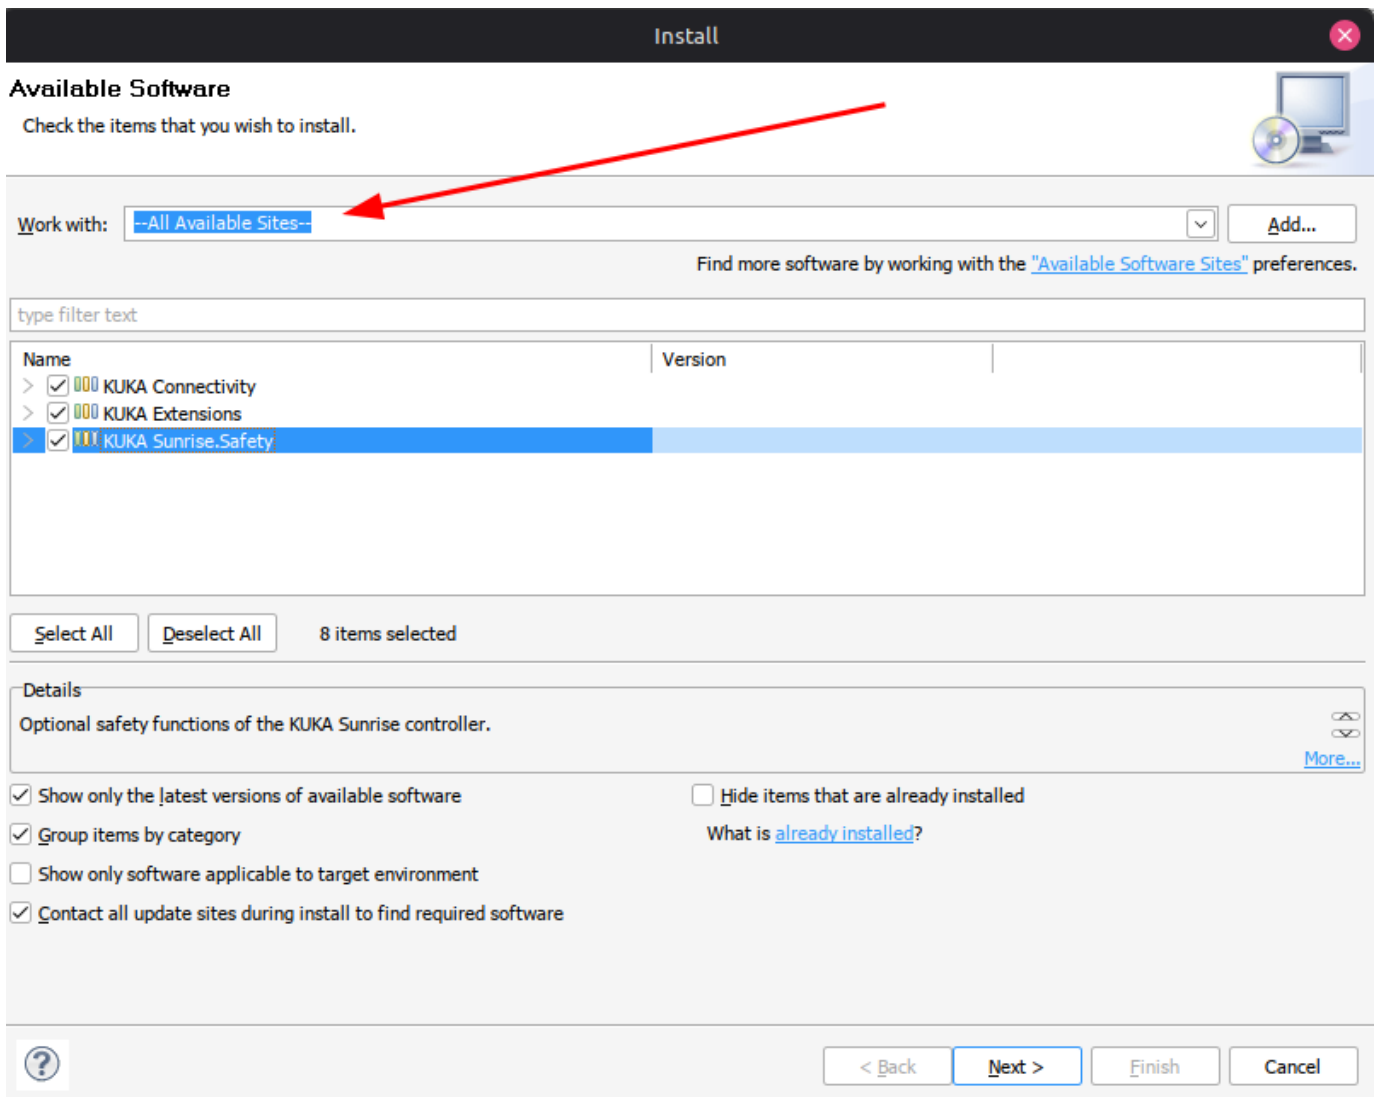 Install
Available Software
Check the items that you wish to install.
Work with: --All Available Sites-- Add...
Find more software by working with the "Available Software Sites" preferences.
type filter text
Name Version
KUKA Connectivity
KUKA Extensions
KUKA Sunrise.Safety
Select All Deselect All 8 items selected
Details
Optional safety functions of the KUKA Sunrise controller.
More...
Show only the latest versions of available software Hide items that are already installed
Group items by category What is already installed?
Show only software applicable to target environment
Contact all update sites during install to find required software
? < Back Next > Finish Cancel